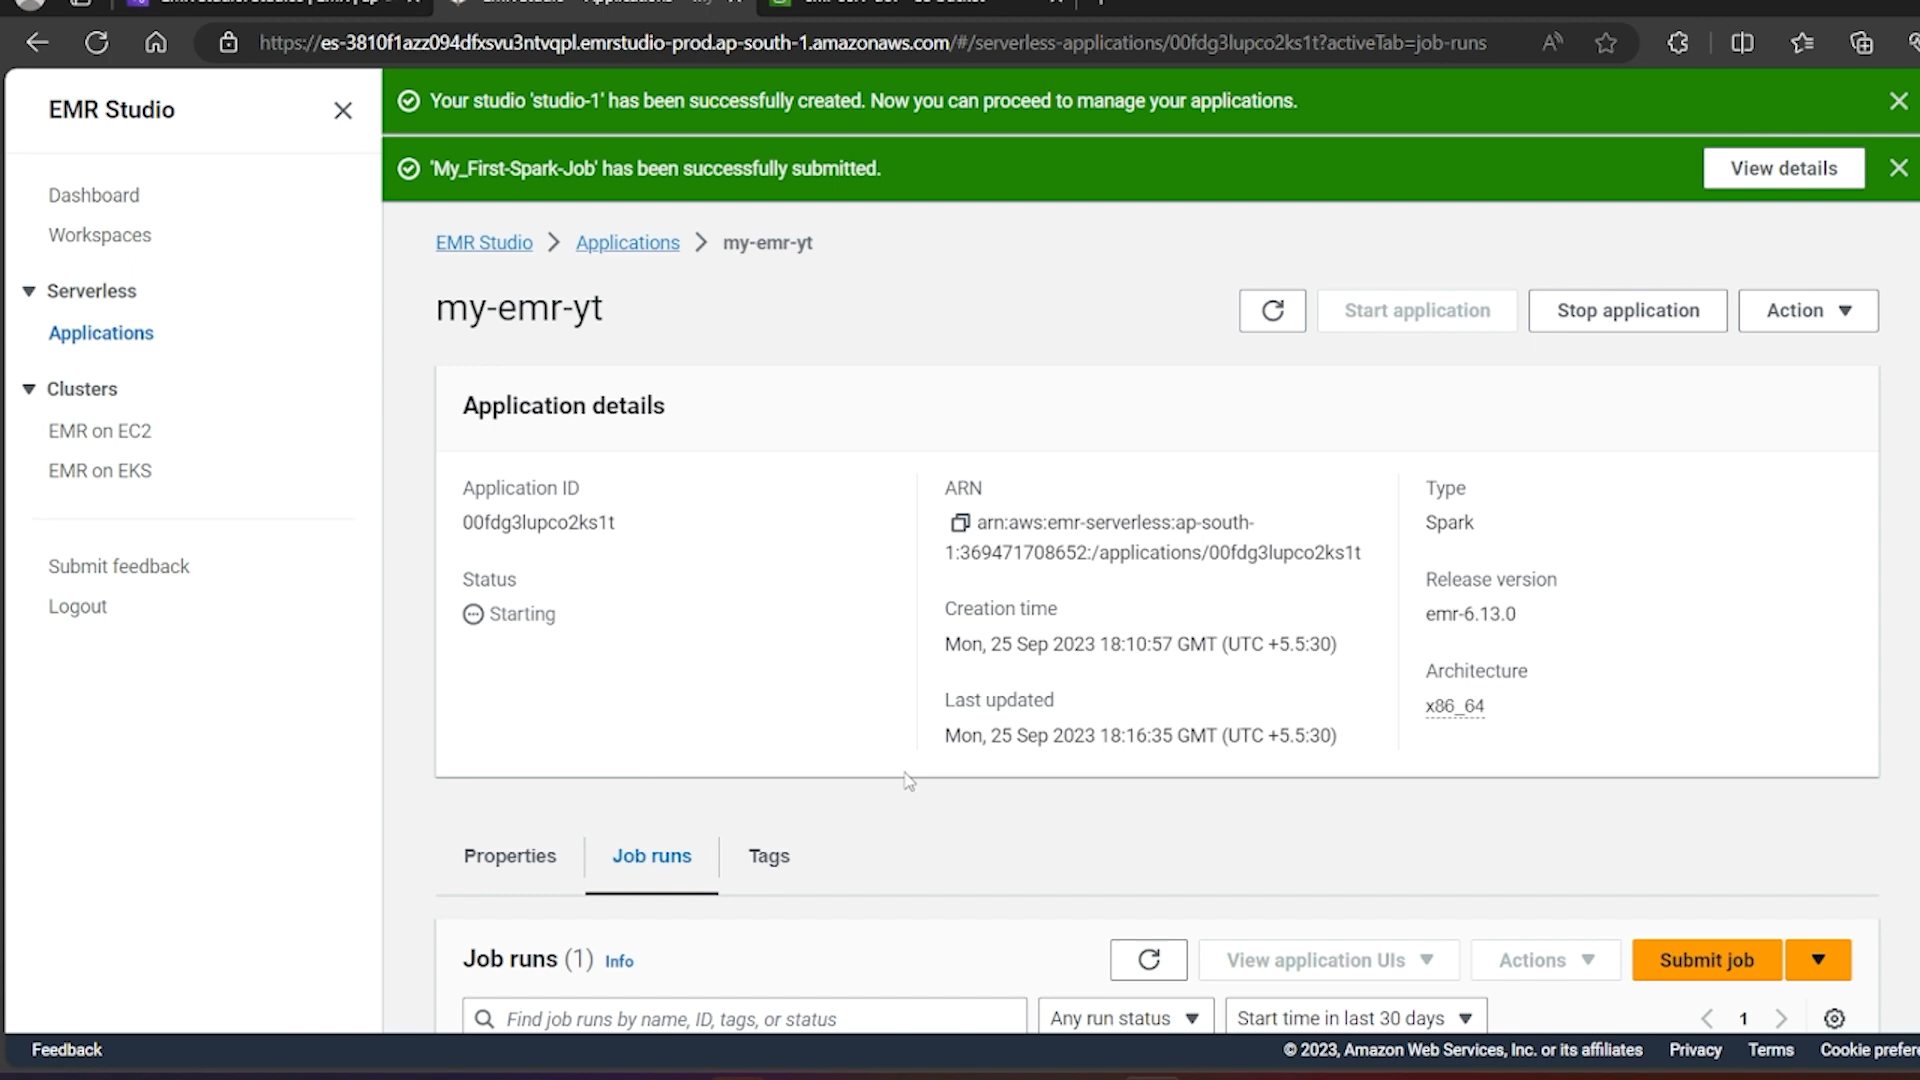 https://es-3810f1azz094dfxsvu3ntvqpl.emrstudio-prod.ap-south-1.amazonaws.com/#/serverless-applications/00fdg3lupco2ks1t?activeTab=job-runs
EMR Studio
Your studio 'studio-1' has been successfully created. Now you can proceed to manage your applications.
'My_First-Spark-Job' has been successfully submitted.
View details
Dashboard
Workspaces
Serverless
Applications
Clusters
EMR on EC2
EMR on EKS
Submit feedback
Logout
EMR Studio > Applications > my-emr-yt
my-emr-yt
Start application
Stop application
Action
Application details
Application ID
00fdg3lupco2ks1t
Status
Starting
ARN
arn:aws:emr-serverless:ap-south-
1:369471708652:/applications/00fdg3lupco2ks1t
Creation time
Mon, 25 Sep 2023 18:10:57 GMT (UTC +5.5:30)
Last updated
Mon, 25 Sep 2023 18:16:35 GMT (UTC +5.5:30)
Type
Spark
Release version
emr-6.13.0
Architecture
x86_64
Properties
Job runs
Tags
Job runs (1) Info
View application UIs
Actions
Submit job
Find job runs by name, ID, tags, or status
Any run status
Start time in last 30 days
1
Feedback
© 2023, Amazon Web Services, Inc. or its affiliates
Privacy
Terms
Cookie